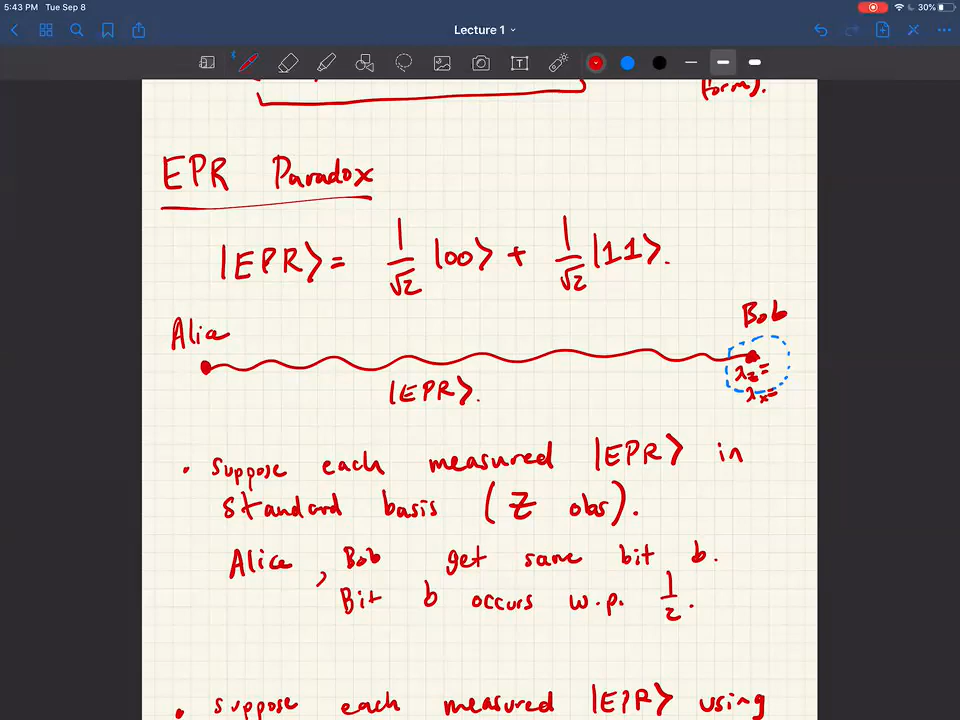 5:43 PM Tue Sep 8
30%
Lecture 1
(form).
EPR Paradox
|EPR⟩ = 1/√2 |00⟩ + 1/√2 |11⟩.
Alice
Bob
|EPR⟩.
λz =
λx =
• suppose each measured |EPR⟩ in
standard basis (Z obs).
Alice, Bob get same bit b.
Bit b occurs w.p. 1/2.
• suppose each measured |EPR⟩ using